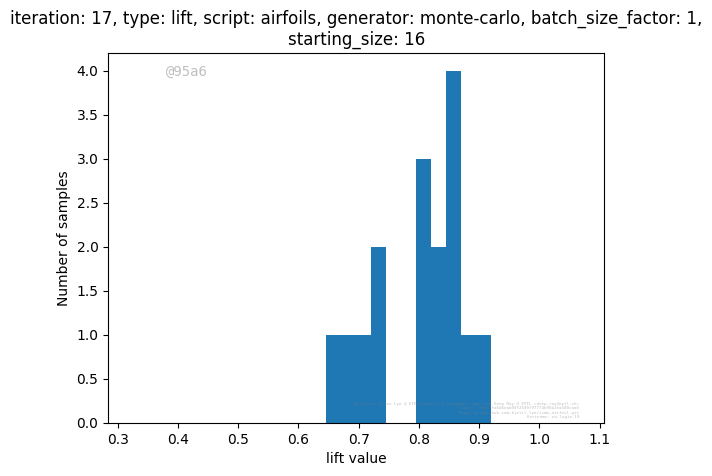 iteration: 17, type: lift, script: airfoils, generator: monte-carlo, batch_size_factor: 1,
starting_size: 16
@95a6
4.0
3.5
3.0
2.5
2.0
1.5
1.0
0.5
0.0
Number of samples
0.3 0.4 0.5 0.6 0.7 0.8 0.9 1.0 1.1
lift value